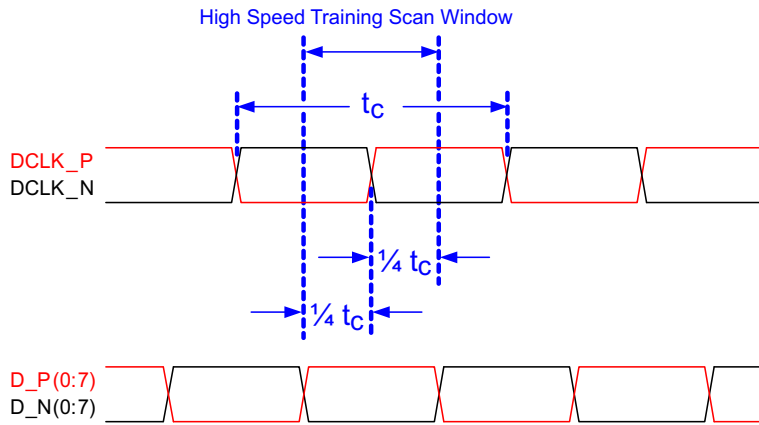 High Speed Training Scan Window
tC
DCLK_P
DCLK_N
¼ tC
¼ tC
D_P(0:7)
D_N(0:7)